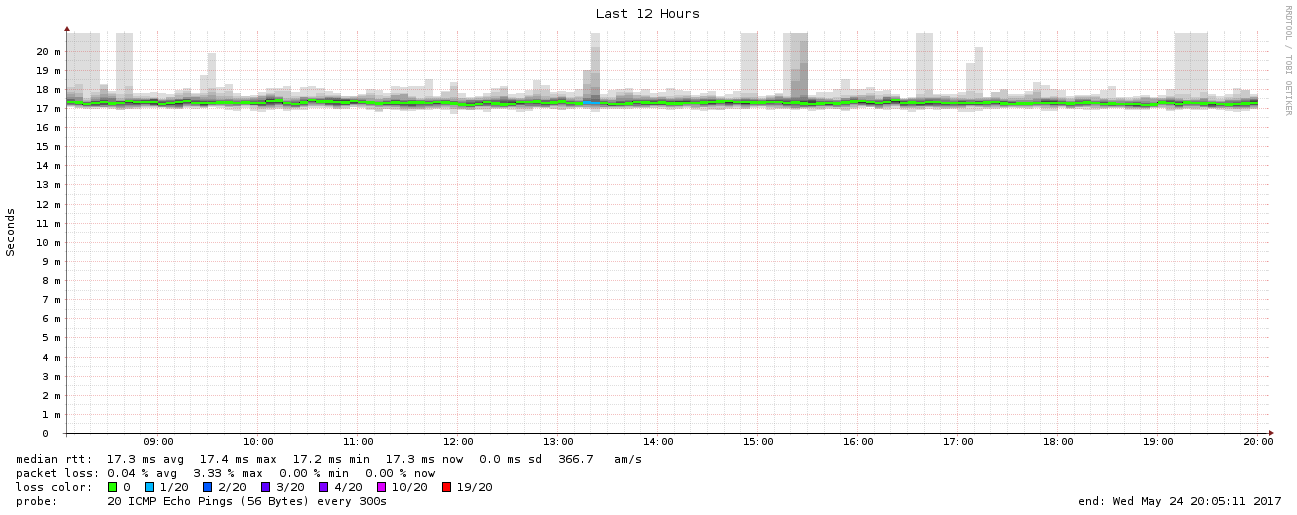 Last 12 Hours
RRDTOOL / TOBI OETIKER
Seconds
20 m
19 m
18 m
17 m
16 m
15 m
14 m
13 m
12 m
11 m
10 m
9 m
8 m
7 m
6 m
5 m
4 m
3 m
2 m
1 m
0
09:00 10:00 11:00 12:00 13:00 14:00 15:00 16:00 17:00 18:00 19:00 20:00
median rtt: 17.3 ms avg 17.4 ms max 17.2 ms min 17.3 ms now 0.0 ms sd 366.7 am/s
packet loss: 0.04 % avg 3.33 % max 0.00 % min 0.00 % now
loss color: 0 1/20 2/20 3/20 4/20 10/20 19/20
probe: 20 ICMP Echo Pings (56 Bytes) every 300s end: Wed May 24 20:05:11 2017